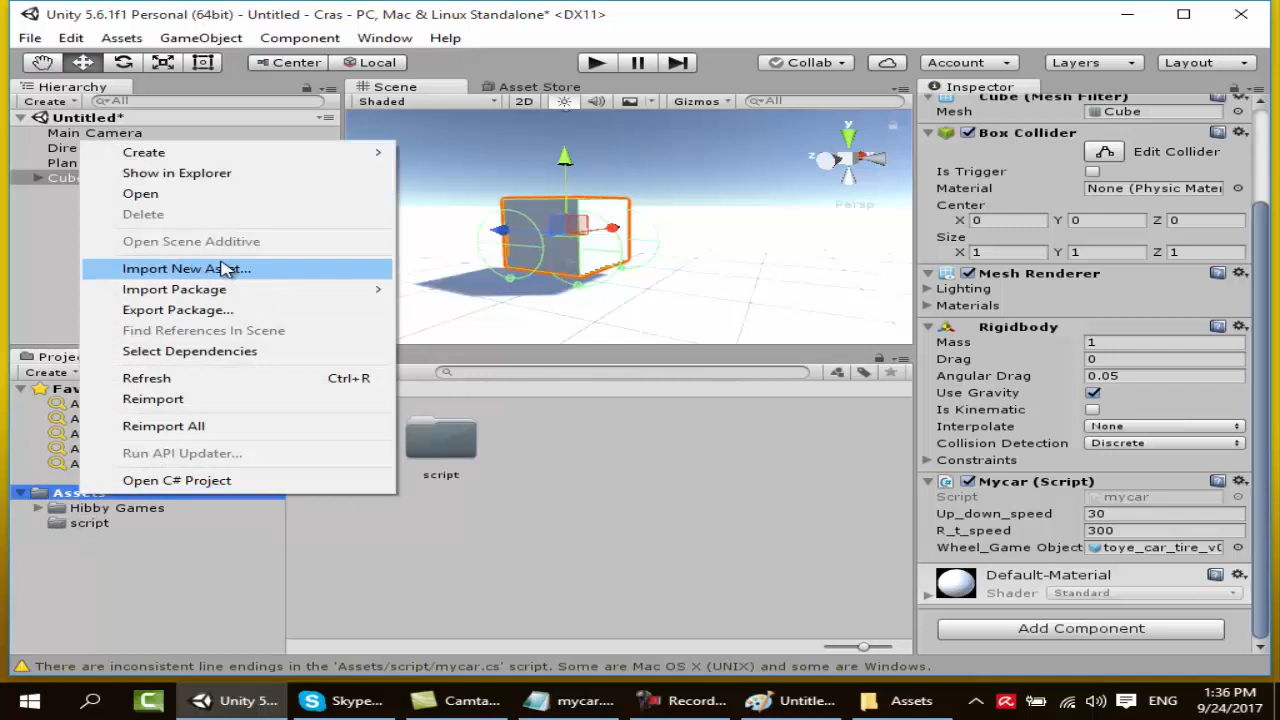 Unity 5.6.1f1 Personal (64bit) - Untitled - Cras - PC, Mac & Linux Standalone* <DX11>
File Edit Assets GameObject Component Window Help
Center Local Collab Account Layers Layout
Hierarchy
Create All
Untitled*
Main Camera
Dire
Plan
Cube
Create
Show in Explorer
Open
Delete
Open Scene Additive
Import New Asset...
Import Package
Export Package...
Find References In Scene
Select Dependencies
Refresh Ctrl+R
Reimport
Reimport All
Run API Updater...
Open C# Project
Scene Asset Store
Shaded 2D Gizmos All
y
z
Persp
Proje
Create
Fav
A
A
A
A
A
Assets
Hibby Games
script
script
Inspector
Cube (Mesh Filter)
Mesh Cube
Box Collider
Edit Collider
Is Trigger
Material None (Physic Mater
Center
X 0 Y 0 Z 0
Size
X 1 Y 1 Z 1
Mesh Renderer
Lighting
Materials
Rigidbody
Mass 1
Drag 0
Angular Drag 0.05
Use Gravity
Is Kinematic
Interpolate None
Collision Detection Discrete
Constraints
Mycar (Script)
Script mycar
Up_down_speed 30
R_t_speed 300
Wheel_Game Object toye_car_tire_v(
Default-Material
Shader Standard
Add Component
There are inconsistent line endings in the 'Assets/script/mycar.cs' script. Some are Mac OS X (UNIX) and some are Windows.
Unity 5... Skype... Camta... mycar.... Record... Untitle... Assets ENG
1:36 PM
9/24/2017